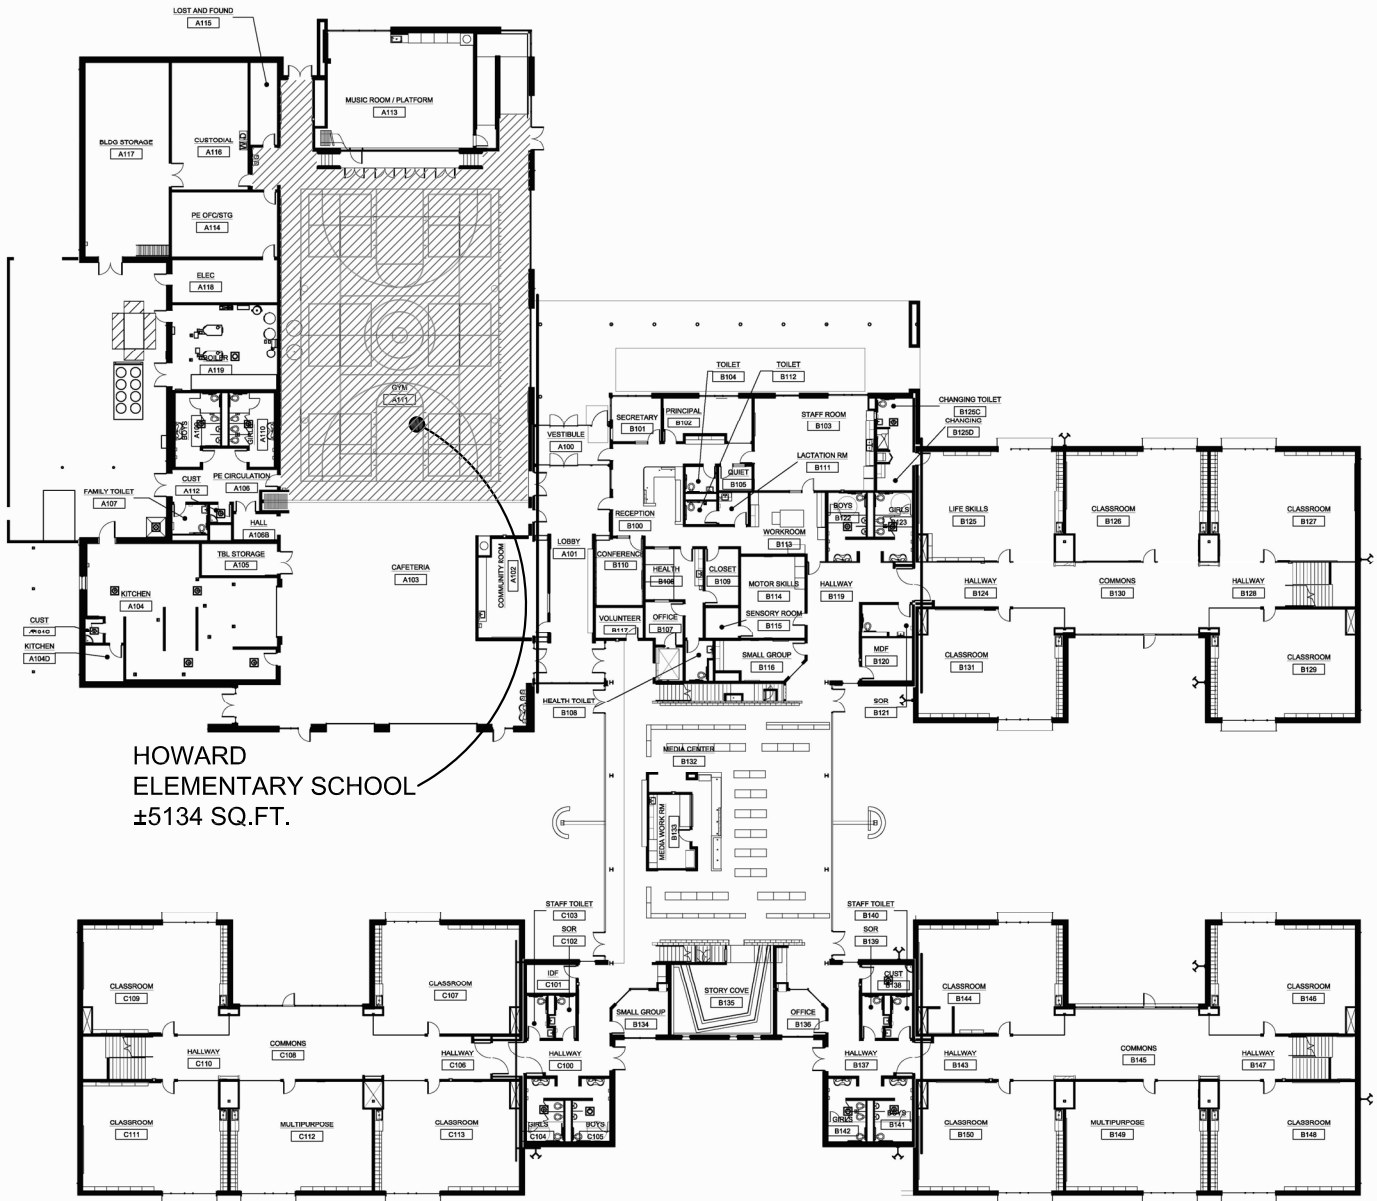 LOST AND FOUND
A115
MUSIC ROOM / PLATFORM
A113
BLDG STORAGE
A117
CUSTODIAL
A116
PE OFC/STG
A114
ELEC
A118
BOILER
A119
GYM
A111
BOYS
GIRLS
A110
CUST
A112
PE CIRCULATION
A106
FAMILY TOILET
A107
HALL
A106B
TBL STORAGE
A105
KITCHEN
A104
CUST
KITCHEN
A104D
CAFETERIA
A103
COMMUNITY ROOM
A102
VESTIBULE
A100
LOBBY
A101
HOWARD
ELEMENTARY SCHOOL
±5134 SQ.FT.
TOILET
B104
TOILET
B112
SECRETARY
B101
PRINCIPAL
B102
STAFF ROOM
B103
CHANGING TOILET
B125C
CHANGING
B125D
LACTATION RM
B111
QUIET
B105
RECEPTION
B100
WORKROOM
B113
BOYS
B122
GIRLS
B123
CONFERENCE
B110
HEALTH
CLOSET
B109
MOTOR SKILLS
B114
HALLWAY
B119
VOLUNTEER
B117
OFFICE
B107
SENSORY ROOM
B115
SMALL GROUP
B116
MDF
B120
SOR
B121
HEALTH TOILET
B108
LIFE SKILLS
B125
CLASSROOM
B126
CLASSROOM
B127
HALLWAY
B124
COMMONS
B130
HALLWAY
B128
CLASSROOM
B131
CLASSROOM
B129
MEDIA CENTER
B132
MEDIA WORK RM
B133
STAFF TOILET
C103
SOR
C102
IDF
C101
STAFF TOILET
B140
SOR
B139
CUST
B138
STORY COVE
B135
SMALL GROUP
B134
OFFICE
B136
CLASSROOM
C109
CLASSROOM
C107
COMMONS
C108
HALLWAY
C110
HALLWAY
C106
HALLWAY
C100
CLASSROOM
C111
MULTIPURPOSE
C112
CLASSROOM
C113
GIRLS
C104
BOYS
C105
HALLWAY
B137
GIRLS
B142
BOYS
B141
CLASSROOM
B144
CLASSROOM
B146
HALLWAY
B143
COMMONS
B145
HALLWAY
B147
CLASSROOM
B150
MULTIPURPOSE
B149
CLASSROOM
B148